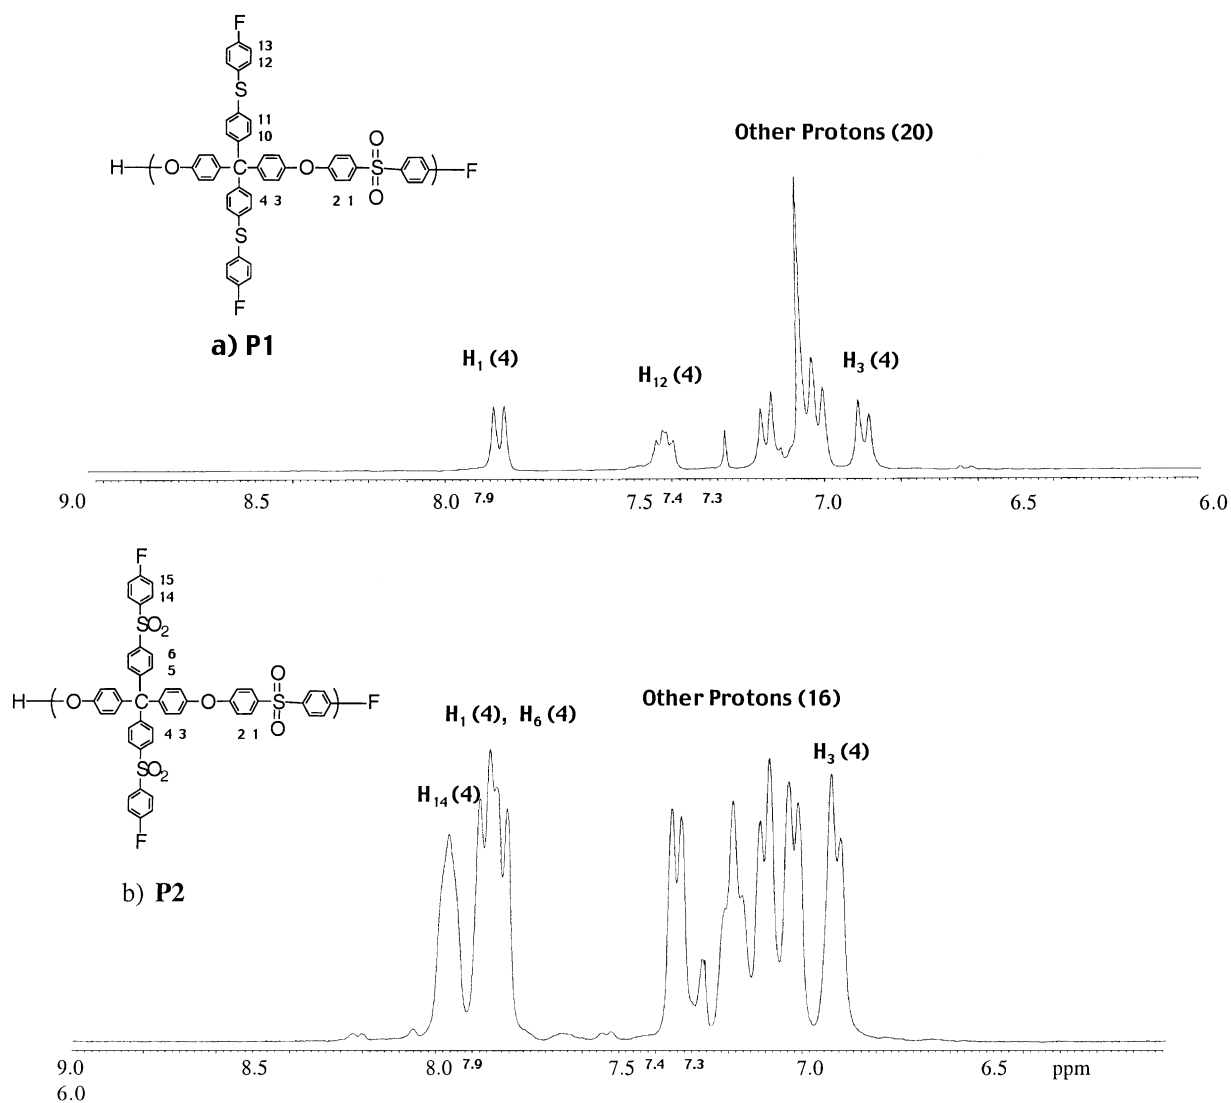 F
13
12
S
11
10
H ( O C O S ) F
O
O
4 3
2 1
S
F
a) P1
Other Protons (20)
H1 (4)
H12 (4)
H3 (4)
9.0 8.5 8.0 7.9 7.5 7.4 7.3 7.0 6.5 6.0
F
15
14
SO2
6
5
H ( O C O S ) F
O
O
4 3
2 1
SO2
F
b) P2
Other Protons (16)
H1 (4), H6 (4)
H3 (4)
H14 (4)
9.0 8.5 8.0 7.9 7.5 7.4 7.3 7.0 6.5 ppm
6.0